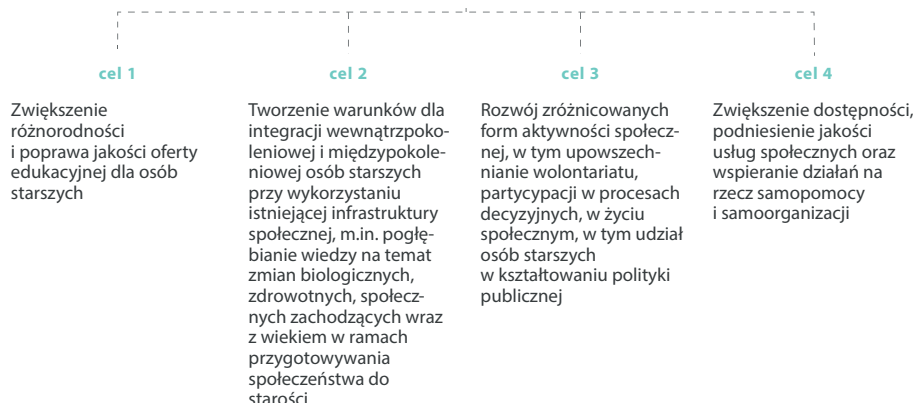 cel 1
Zwiększenie
różnorodności
i poprawa jakości oferty
edukacyjnej dla osób
starszych
cel 2
Tworzenie warunków dla
integracji wewnątrzpoko-
leniowej i międzypokole-
niowej osób starszych
przy wykorzystaniu
istniejącej infrastruktury
społecznej, m.in. pogłę-
bianie wiedzy na temat
zmian biologicznych,
zdrowotnych, społecz-
nych zachodzących wraz
z wiekiem w ramach
przygotowywania
społeczeństwa do
starości
cel 3
Rozwój zróżnicowanych
form aktywności społecz-
nej, w tym upowszech-
nianie wolontariatu,
partycypacji w procesach
decyzyjnych, w życiu
społecznym, w tym udział
osób starszych
w kształtowaniu polityki
publicznej
cel 4
Zwiększenie dostępności,
podniesienie jakości
usług społecznych oraz
wspieranie działań na
rzecz samopomocy
i samoorganizacji